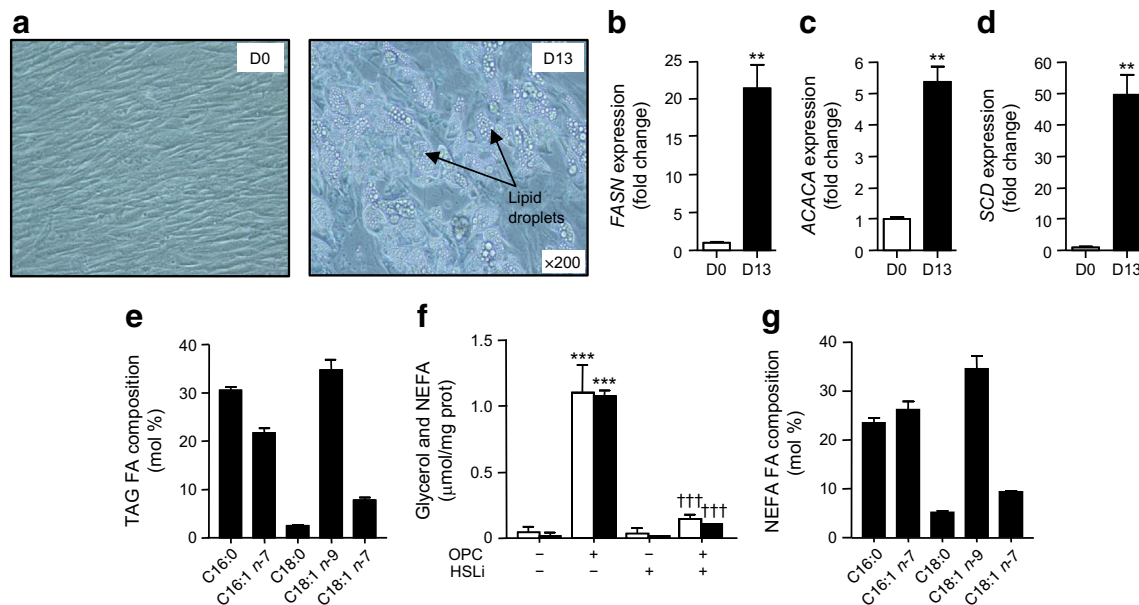 a
D0
D13
Lipid
droplets
×200
b
FASN expression
(fold change)
25
20
15
10
5
0
D0 D13
**
c
ACACA expression
(fold change)
6
5
4
3
2
1
0
D0 D13
**
d
SCD expression
(fold change)
60
50
40
30
20
10
0
D0 D13
**
e
TAG FA composition
(mol %)
40
30
20
10
0
C16:0
C16:1 n-7
C18:0
C18:1 n-9
C18:1 n-7
f
Glycerol and NEFA
(µmol/mg prot)
1.5
1.0
0.5
0
***
***
†††
†††
OPC – + – +
HSLi – – + +
g
NEFA FA composition
(mol %)
40
30
20
10
0
C16:0
C16:1 n-7
C18:0
C18:1 n-9
C18:1 n-7